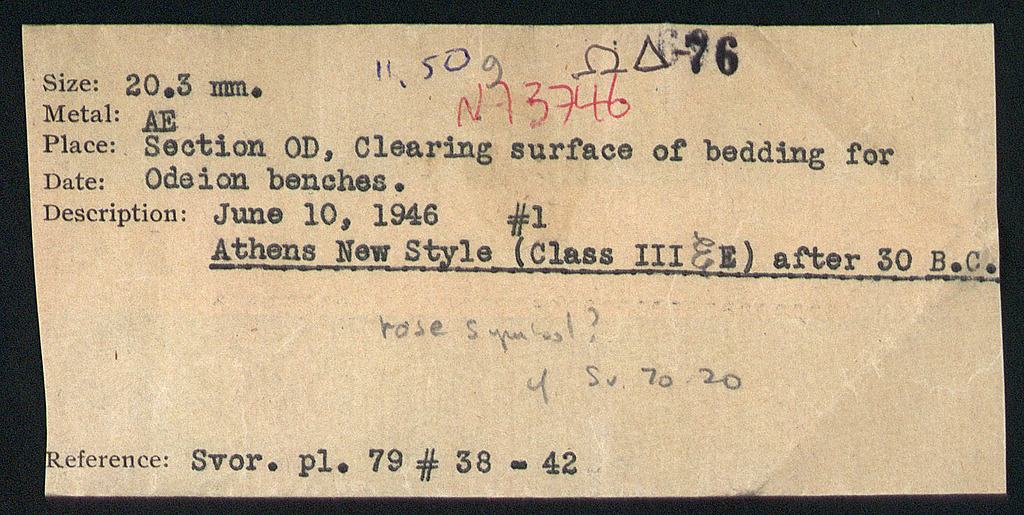 11.50 g ΩΔ-76
Size: 20.3 mm. N73746
Metal: AE
Place: Section OD, Clearing surface of bedding for
Date: Odeion benches.
Description: June 10, 1946 #1
Athens New Style (Class III E) after 30 B.C.
rose symbol?
cf. Sv. 70.20
Reference: Svor. pl. 79 # 38 - 42